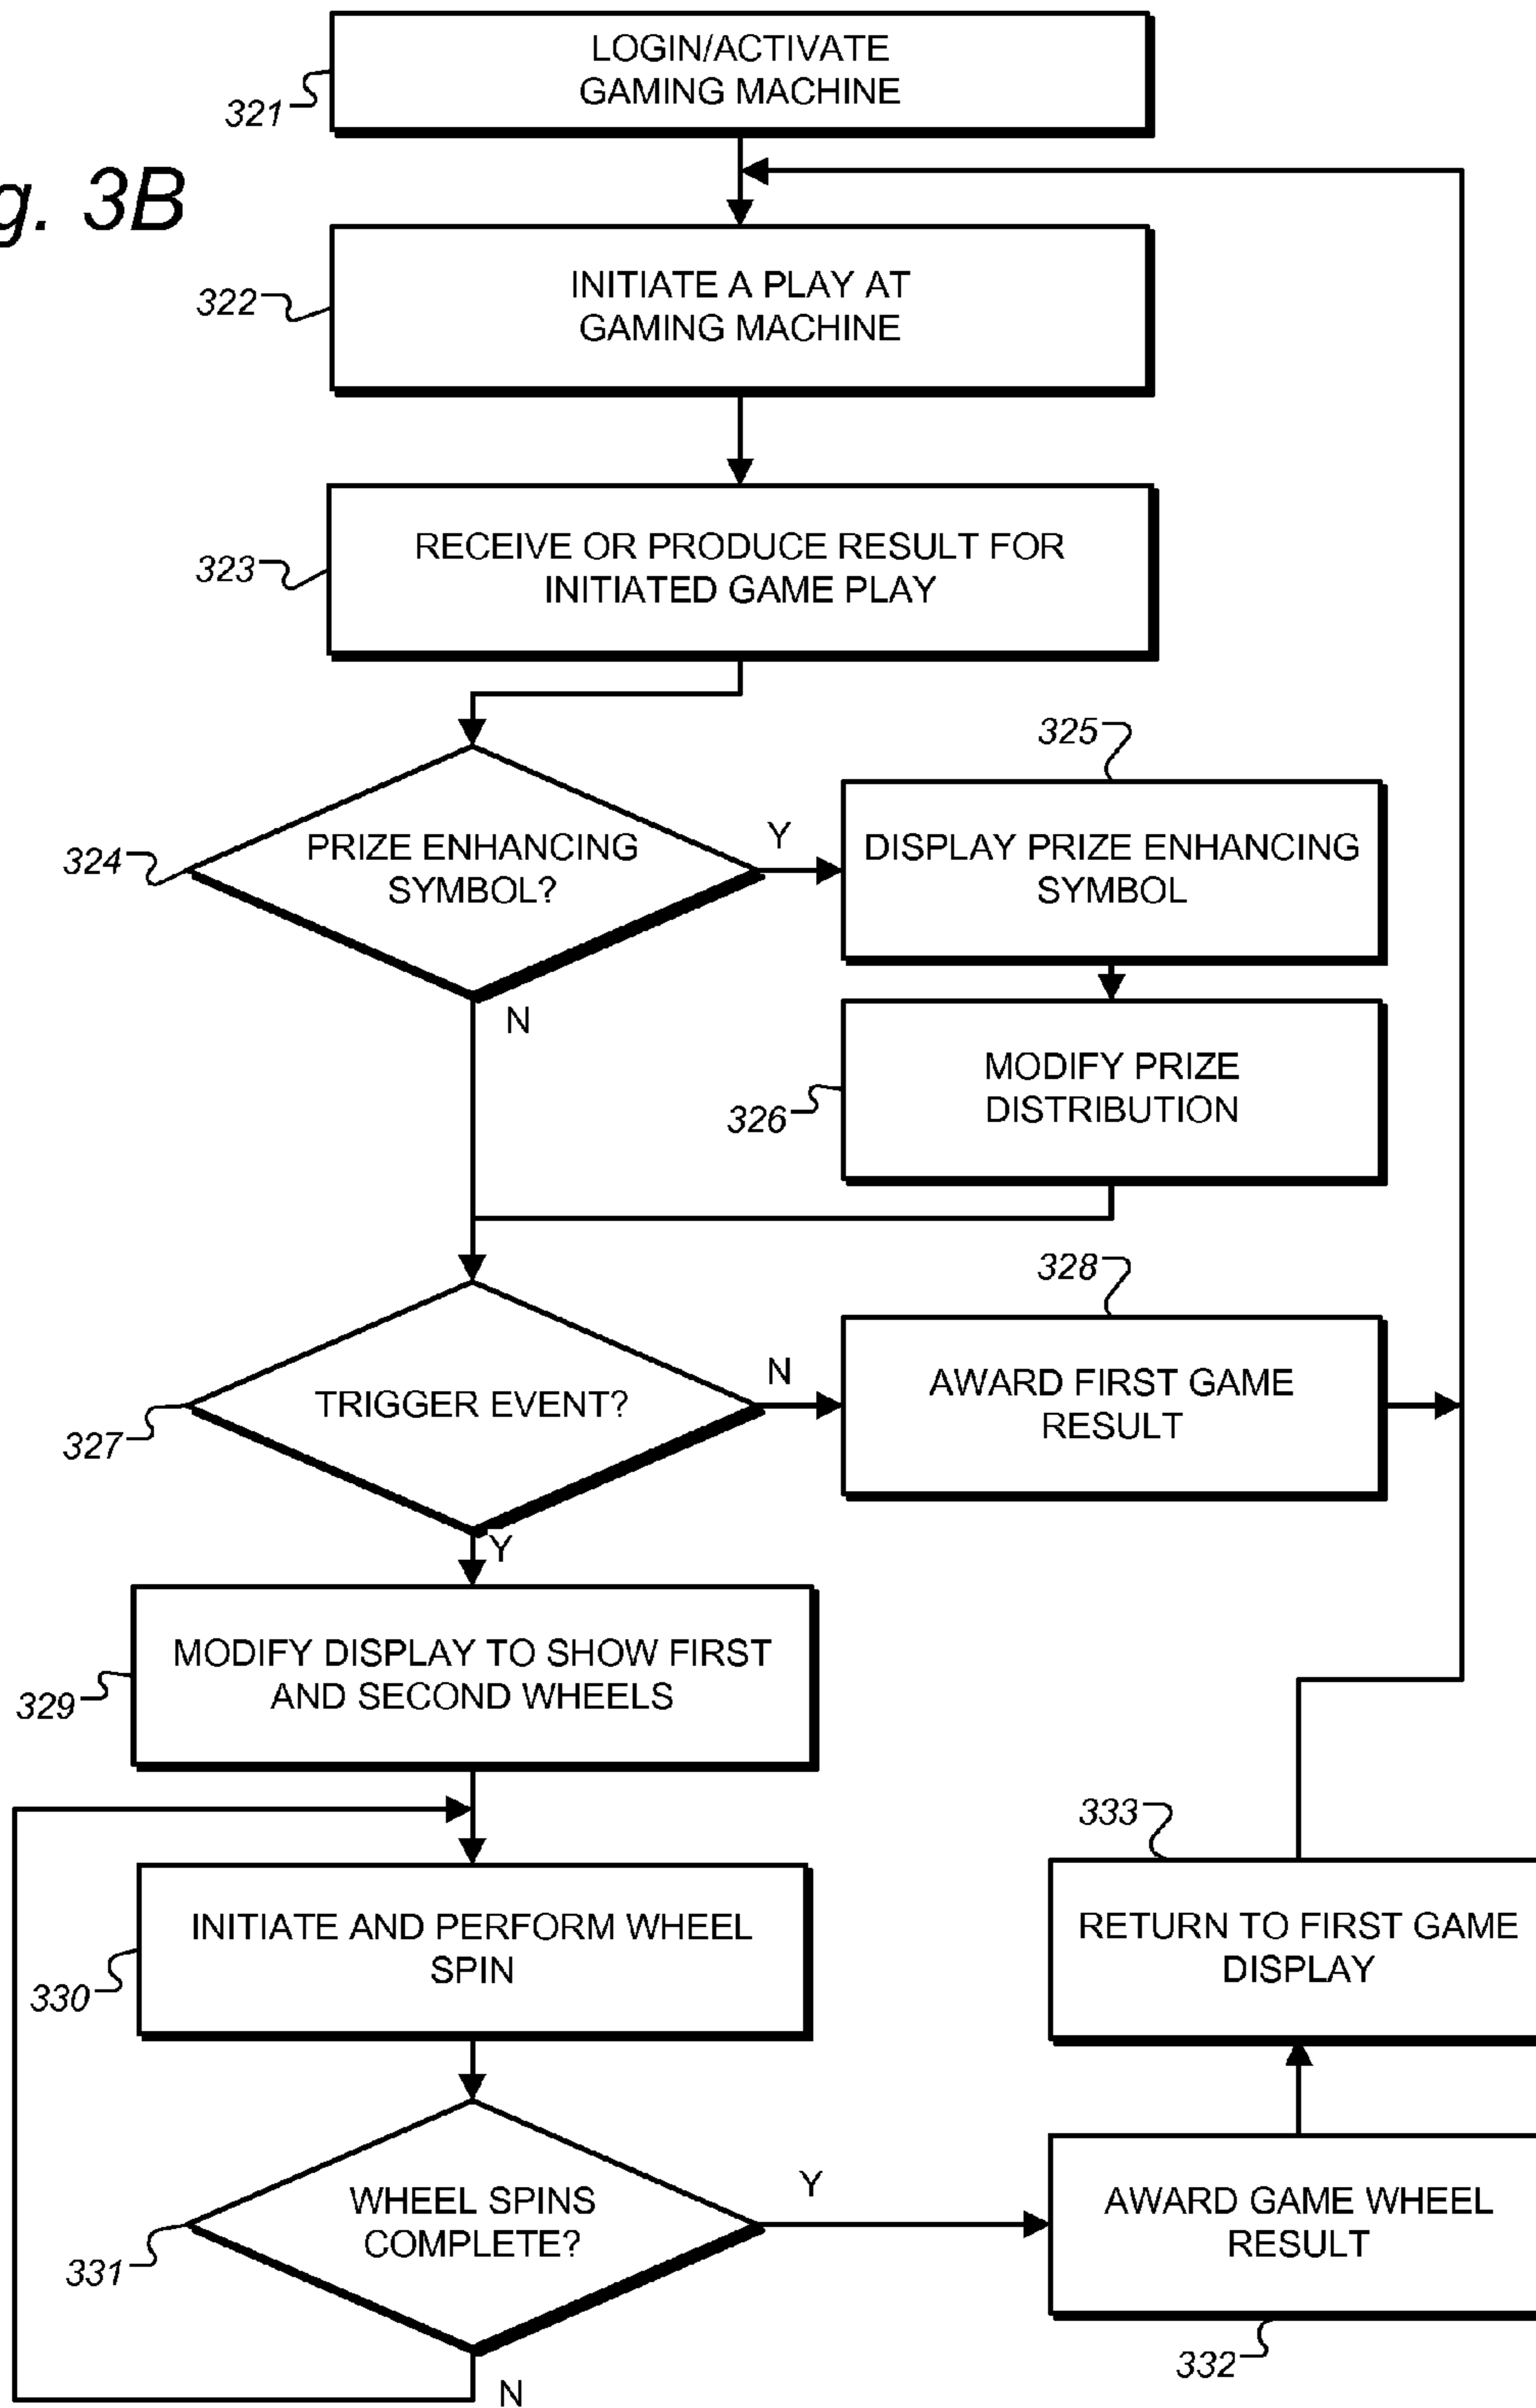 LOGIN/ACTIVATE
GAMING MACHINE
321
g. 3B
INITIATE A PLAY AT
GAMING MACHINE
322
RECEIVE OR PRODUCE RESULT FOR
INITIATED GAME PLAY
323
325
PRIZE ENHANCING
SYMBOL?
324
Y
DISPLAY PRIZE ENHANCING
SYMBOL
N
MODIFY PRIZE
DISTRIBUTION
326
328
TRIGGER EVENT?
327
N
AWARD FIRST GAME
RESULT
Y
MODIFY DISPLAY TO SHOW FIRST
AND SECOND WHEELS
329
333
INITIATE AND PERFORM WHEEL
SPIN
330
RETURN TO FIRST GAME
DISPLAY
WHEEL SPINS
COMPLETE?
331
Y
AWARD GAME WHEEL
RESULT
332
N